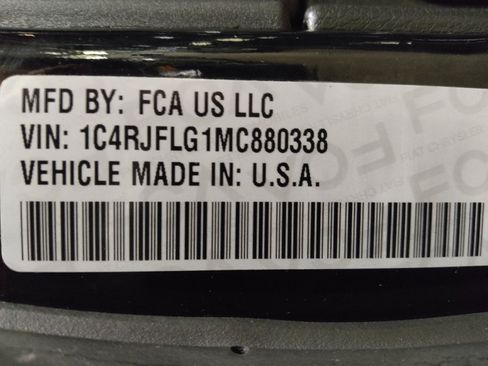 MFD BY: FCA US LLC
VIN: 1C4RJFLG1MC880338
VEHICLE MADE IN: U.S.A.